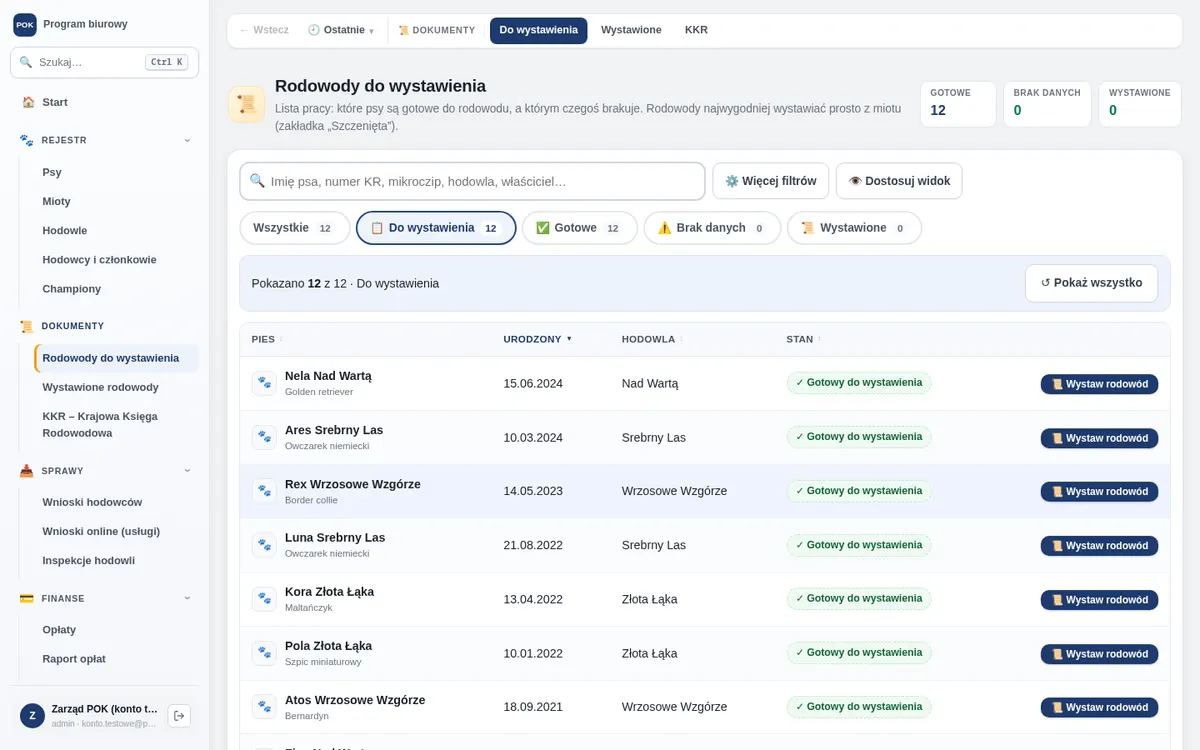 POK Program biurowy
Szukaj... Ctrl K
Start
REJESTR
Psy
Mioty
Hodowle
Hodowcy i członkowie
Championy
DOKUMENTY
Rodowody do wystawienia
Wystawione rodowody
KKR – Krajowa Księga
Rodowodowa
SPRAWY
Wnioski hodowców
Wnioski online (usługi)
Inspekcje hodowli
FINANSE
Opłaty
Raport opłat
Z Zarząd POK (konto t...
admin · konto.testowe@p...
← Wstecz Ostatnie ▾ DOKUMENTY Do wystawienia Wystawione KKR
Rodowody do wystawienia
Lista pracy: które psy są gotowe do rodowodu, a którym czegoś brakuje. Rodowody najwygodniej wystawiać prosto z miotu
(zakładka „Szczenięta”).
GOTOWE
12
BRAK DANYCH
0
WYSTAWIONE
0
Imię psa, numer KR, mikroczip, hodowla, właściciel... Więcej filtrów Dostosuj widok
Wszystkie 12 Do wystawienia 12 Gotowe 12 Brak danych 0 Wystawione 0
Pokazano 12 z 12 · Do wystawienia ↺ Pokaż wszystko
PIES URODZONY ▼ HODOWLA STAN
Nela Nad Wartą
Golden retriever
15.06.2024 Nad Wartą ✓ Gotowy do wystawienia Wystaw rodowód
Ares Srebrny Las
Owczarek niemiecki
10.03.2024 Srebrny Las ✓ Gotowy do wystawienia Wystaw rodowód
Rex Wrzosowe Wzgórze
Border collie
14.05.2023 Wrzosowe Wzgórze ✓ Gotowy do wystawienia Wystaw rodowód
Luna Srebrny Las
Owczarek niemiecki
21.08.2022 Srebrny Las ✓ Gotowy do wystawienia Wystaw rodowód
Kora Złota Łąka
Maltańczyk
13.04.2022 Złota Łąka ✓ Gotowy do wystawienia Wystaw rodowód
Pola Złota Łąka
Szpic miniaturowy
10.01.2022 Złota Łąka ✓ Gotowy do wystawienia Wystaw rodowód
Atos Wrzosowe Wzgórze
Bernardyn
18.09.2021 Wrzosowe Wzgórze ✓ Gotowy do wystawienia Wystaw rodowód